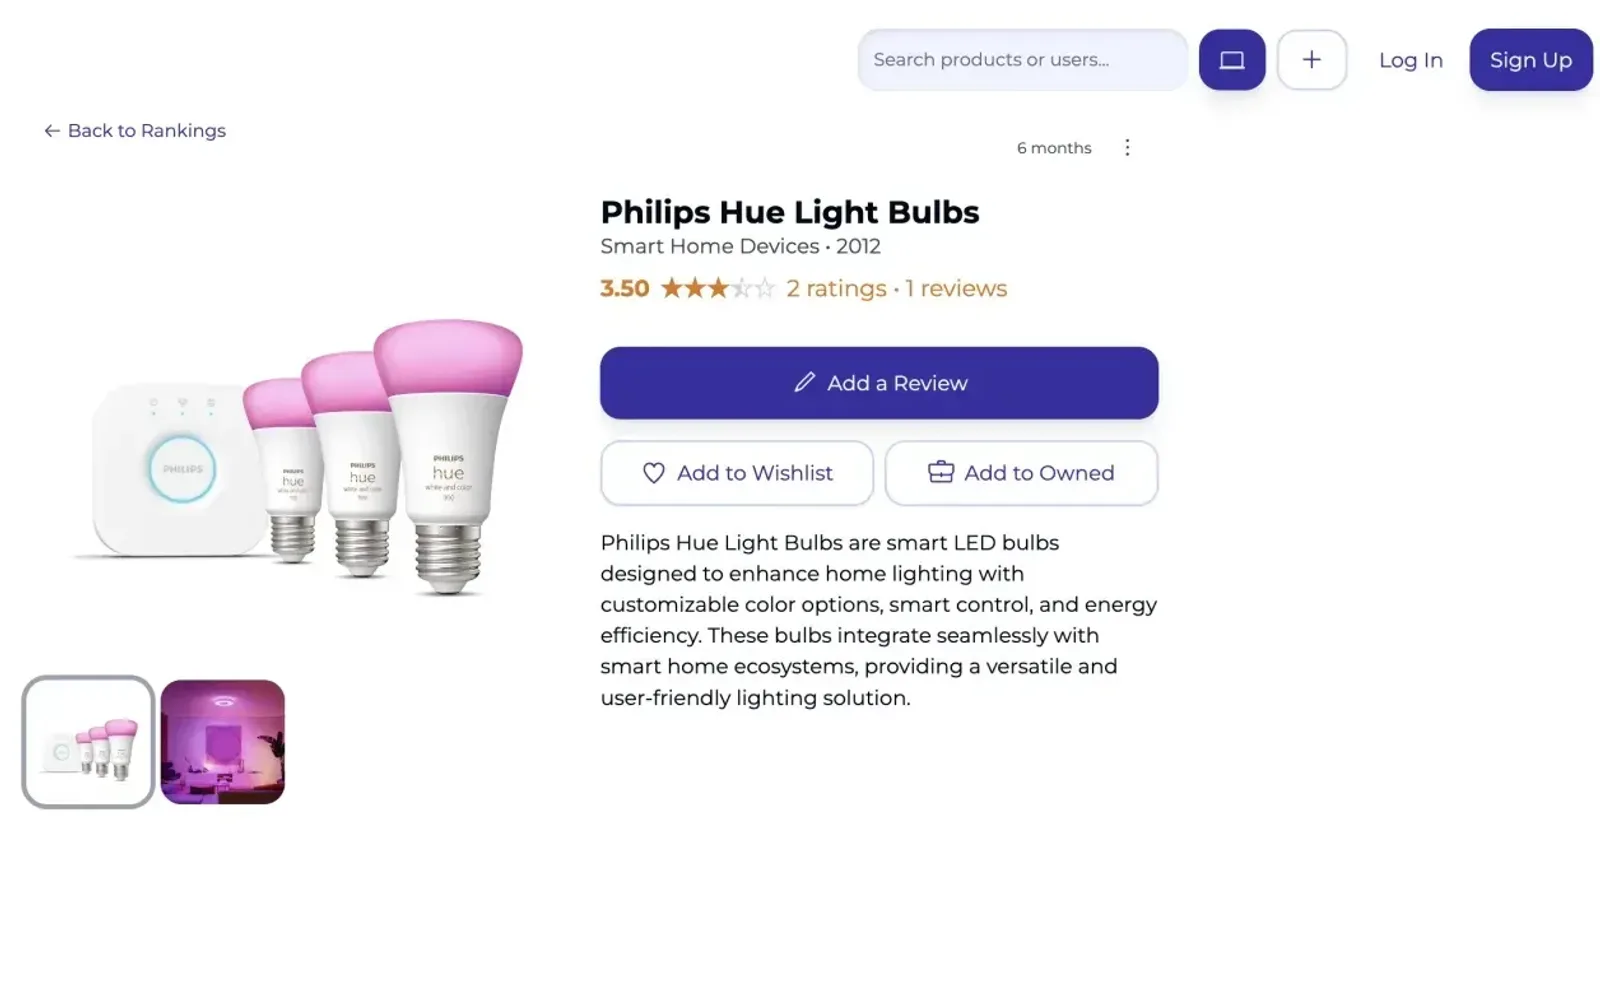 Search products or users...
Log In
Sign Up
Back to Rankings
6 months
Philips Hue Light Bulbs
Smart Home Devices • 2012
3.50 2 ratings • 1 reviews
Add a Review
Add to Wishlist
Add to Owned
Philips Hue Light Bulbs are smart LED bulbs
designed to enhance home lighting with
customizable color options, smart control, and energy
efficiency. These bulbs integrate seamlessly with
smart home ecosystems, providing a versatile and
user-friendly lighting solution.
PHILIPS
PHILIPS
hue
PHILIPS
hue
PHILIPS
hue
white and color